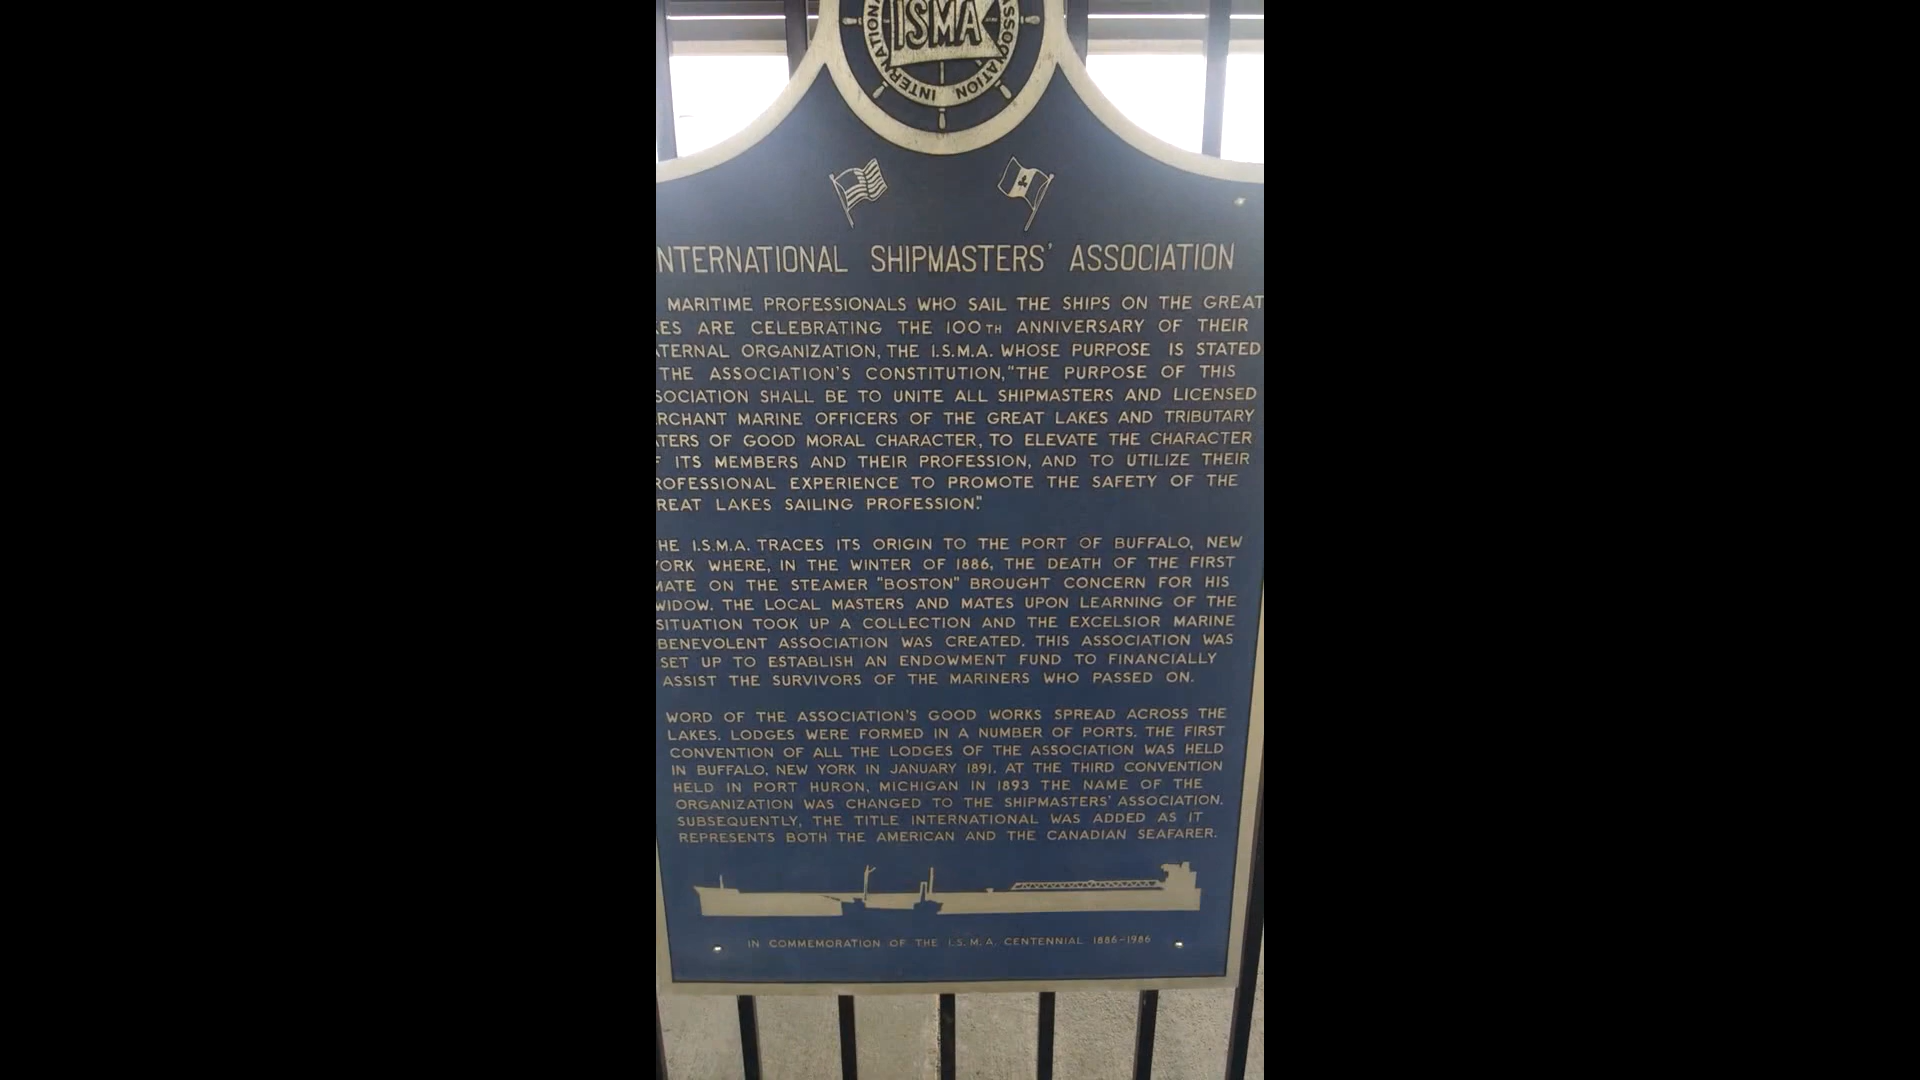 ISMA
INTERNATIONAL ASSOCIATION
NTERNATIONAL SHIPMASTERS' ASSOCIATION
MARITIME PROFESSIONALS WHO SAIL THE SHIPS ON THE GREAT
ES ARE CELEBRATING THE 100TH ANNIVERSARY OF THEIR
TERNAL ORGANIZATION, THE I.S.M.A. WHOSE PURPOSE IS STATED
THE ASSOCIATION'S CONSTITUTION, "THE PURPOSE OF THIS
SOCIATION SHALL BE TO UNITE ALL SHIPMASTERS AND LICENSED
RCHANT MARINE OFFICERS OF THE GREAT LAKES AND TRIBUTARY
TERS OF GOOD MORAL CHARACTER, TO ELEVATE THE CHARACTER
ITS MEMBERS AND THEIR PROFESSION, AND TO UTILIZE THEIR
ROFESSIONAL EXPERIENCE TO PROMOTE THE SAFETY OF THE
REAT LAKES SAILING PROFESSION."
HE I.S.M.A. TRACES ITS ORIGIN TO THE PORT OF BUFFALO, NEW
ORK WHERE, IN THE WINTER OF 1886, THE DEATH OF THE FIRST
MATE ON THE STEAMER "BOSTON" BROUGHT CONCERN FOR HIS
WIDOW. THE LOCAL MASTERS AND MATES UPON LEARNING OF THE
SITUATION TOOK UP A COLLECTION AND THE EXCELSIOR MARINE
BENEVOLENT ASSOCIATION WAS CREATED. THIS ASSOCIATION WAS
SET UP TO ESTABLISH AN ENDOWMENT FUND TO FINANCIALLY
ASSIST THE SURVIVORS OF THE MARINERS WHO PASSED ON.
WORD OF THE ASSOCIATION'S GOOD WORKS SPREAD ACROSS THE
LAKES. LODGES WERE FORMED IN A NUMBER OF PORTS. THE FIRST
CONVENTION OF ALL THE LODGES OF THE ASSOCIATION WAS HELD
IN BUFFALO, NEW YORK IN JANUARY 1891. AT THE THIRD CONVENTION
HELD IN PORT HURON, MICHIGAN IN 1893 THE NAME OF THE
ORGANIZATION WAS CHANGED TO THE SHIPMASTERS' ASSOCIATION.
SUBSEQUENTLY, THE TITLE INTERNATIONAL WAS ADDED AS IT
REPRESENTS BOTH THE AMERICAN AND THE CANADIAN SEAFARER.
IN COMMEMORATION OF THE I.S.M.A. CENTENNIAL 1886-1986